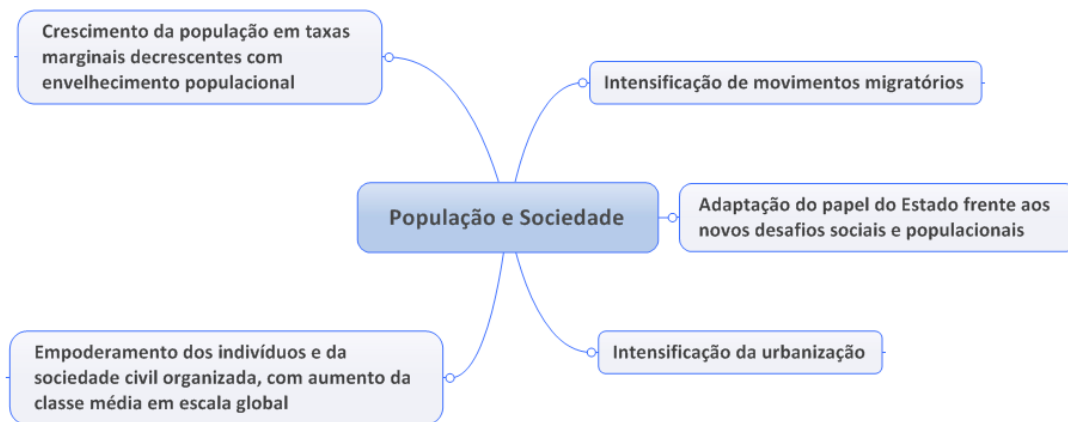 Crescimento da população em taxas
marginais decrescentes com
envelhecimento populacional
Intensificação de movimentos migratórios
População e Sociedade
Adaptação do papel do Estado frente aos
novos desafios sociais e populacionais
Empoderamento dos indivíduos e da
sociedade civil organizada, com aumento da
classe média em escala global
Intensificação da urbanização